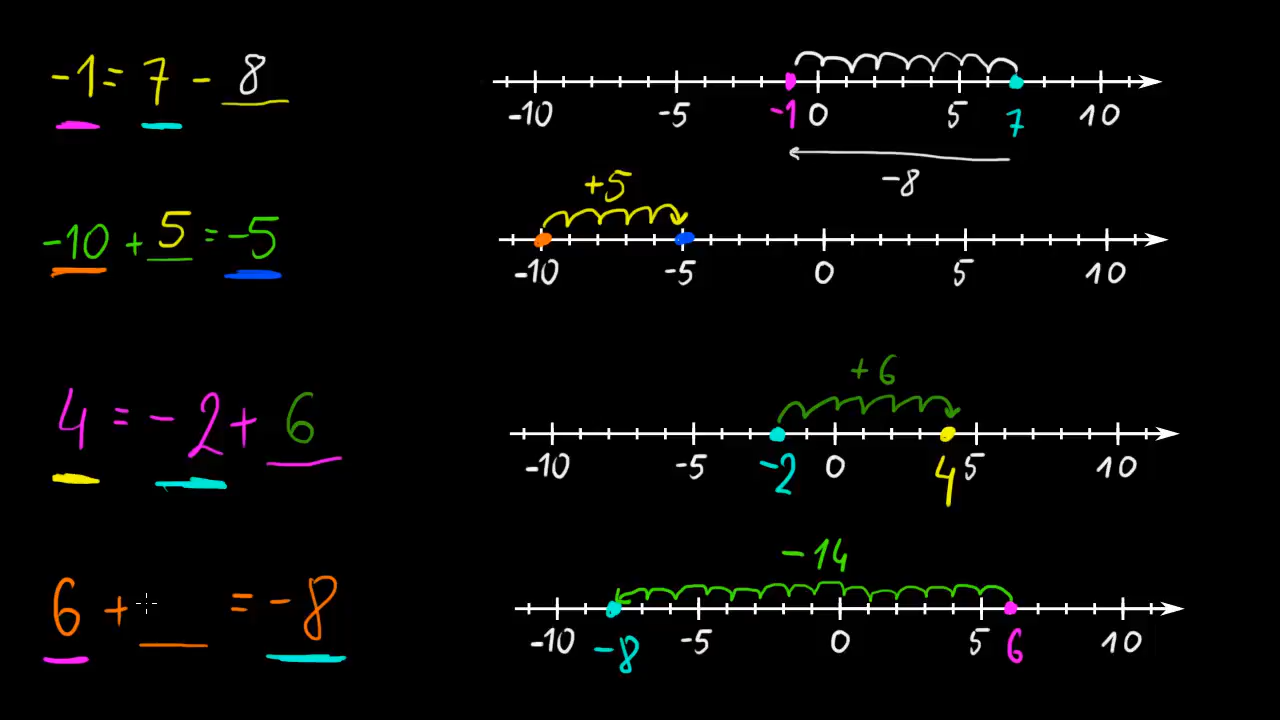 -1 = 7 - 8
-10 -5 -1 0 5 7 10
-8
+5
-10 + 5 = -5
-10 -5 0 5 10
+6
4 = -2 + 6
-10 -5 -2 0 4 5 10
-14
6 + = -8
-10 -8 -5 0 5 6 10